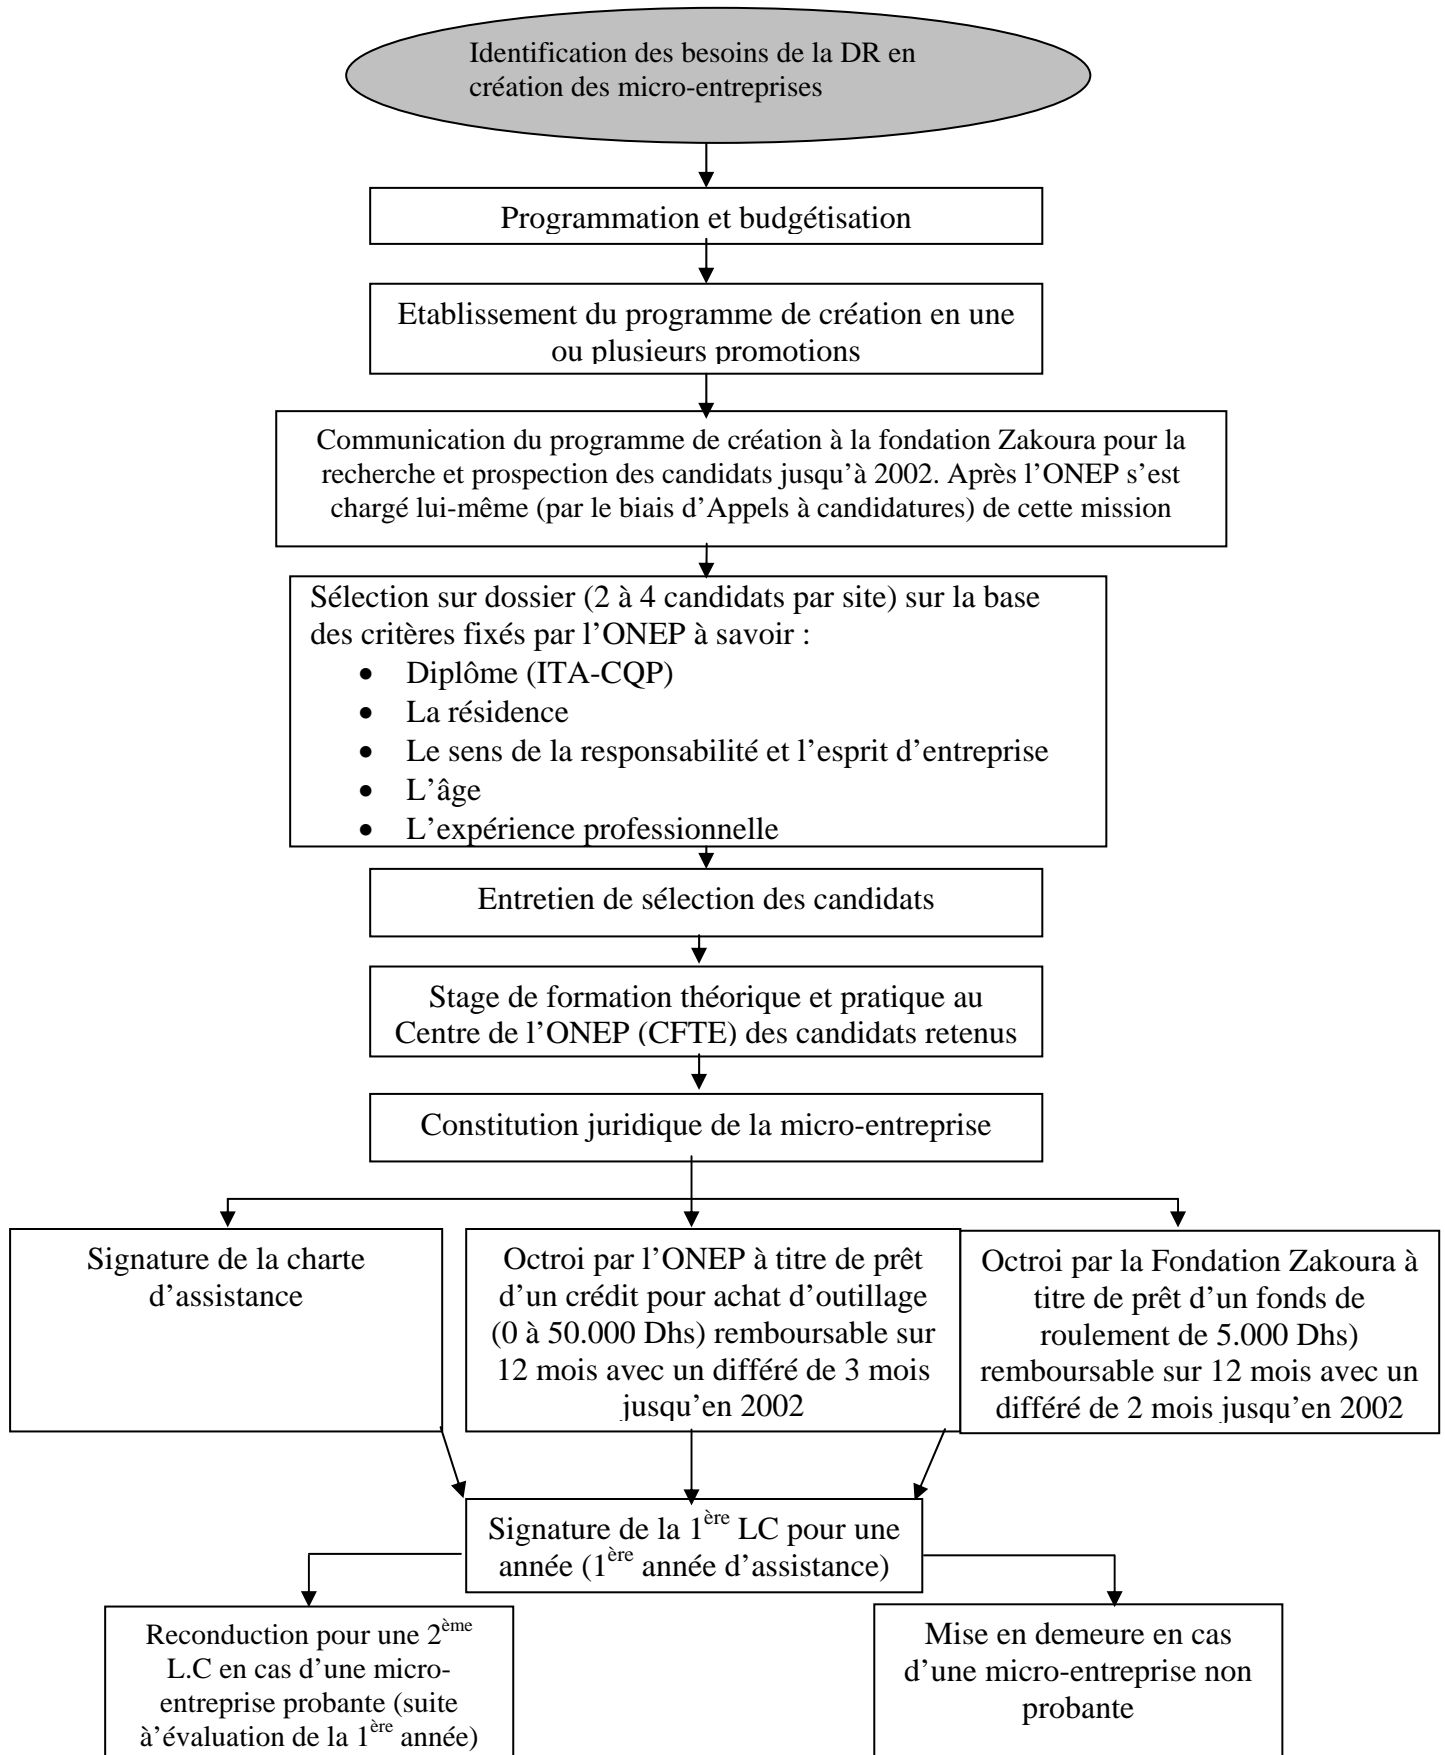 Identification des besoins de la DR en
création des micro-entreprises
Programmation et budgétisation
Etablissement du programme de création en une
ou plusieurs promotions
Communication du programme de création à la fondation Zakoura pour la
recherche et prospection des candidats jusqu'à 2002. Après l'ONEP s'est
chargé lui-même (par le biais d'Appels à candidatures) de cette mission
Sélection sur dossier (2 à 4 candidats par site) sur la base
des critères fixés par l'ONEP à savoir :
• Diplôme (ITA-CQP)
• La résidence
• Le sens de la responsabilité et l'esprit d'entreprise
• L'âge
• L'expérience professionnelle
Entretien de sélection des candidats
Stage de formation théorique et pratique au
Centre de l'ONEP (CFTE) des candidats retenus
Constitution juridique de la micro-entreprise
Signature de la charte
d'assistance
Octroi par l'ONEP à titre de prêt
d'un crédit pour achat d'outillage
(0 à 50.000 Dhs) remboursable sur
12 mois avec un différé de 3 mois
jusqu'en 2002
Octroi par la Fondation Zakoura à
titre de prêt d'un fonds de
roulement de 5.000 Dhs)
remboursable sur 12 mois avec un
différé de 2 mois jusqu'en 2002
Signature de la 1ère LC pour une
année (1ère année d'assistance)
Reconduction pour une 2ème
L.C en cas d'une micro-
entreprise probante (suite
à'évaluation de la 1ère année)
Mise en demeure en cas
d'une micro-entreprise non
probante